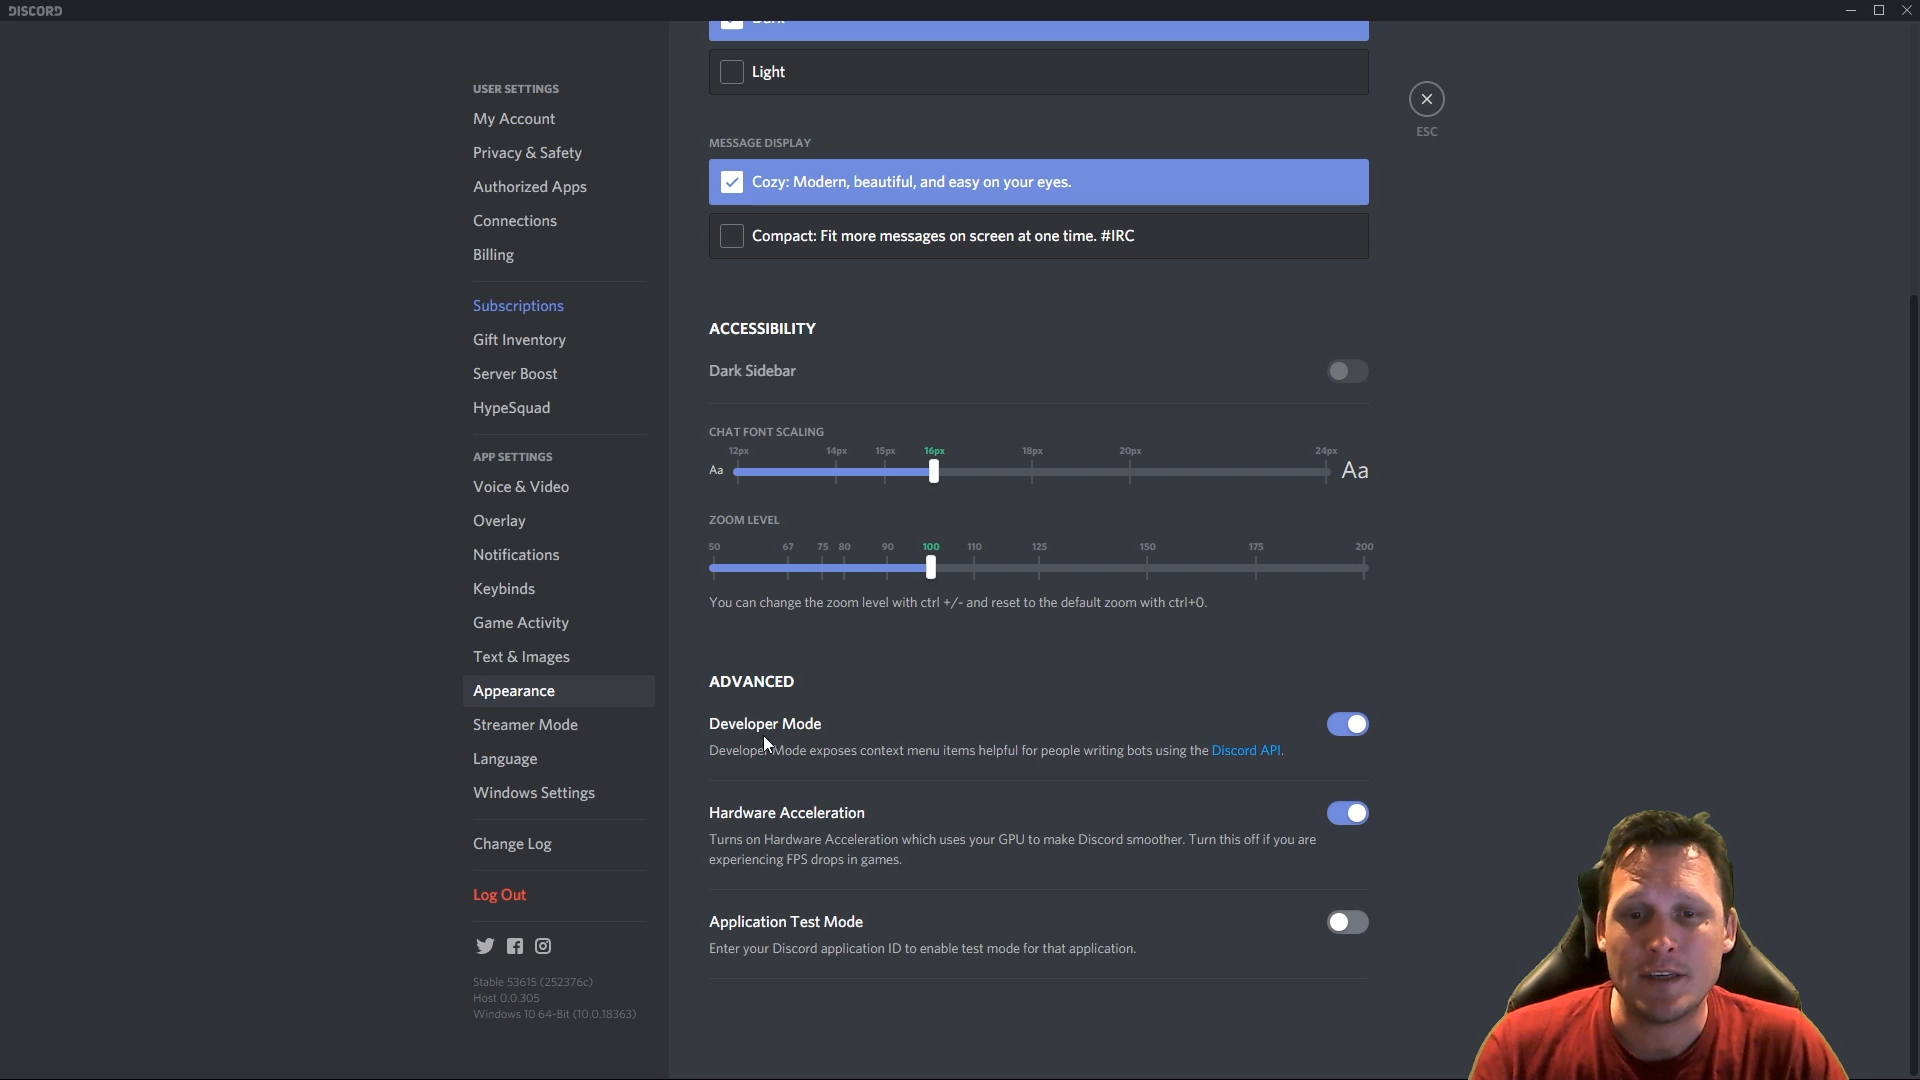 DISCORD
Dark
Light
ESC
USER SETTINGS
My Account
Privacy & Safety
Authorized Apps
Connections
Billing
Subscriptions
Gift Inventory
Server Boost
HypeSquad
APP SETTINGS
Voice & Video
Overlay
Notifications
Keybinds
Game Activity
Text & Images
Appearance
Streamer Mode
Language
Windows Settings
Change Log
Log Out
Stable 53615 (252376c)
Host 0.0.305
Windows 10 64-Bit (10.0.18363)
MESSAGE DISPLAY
Cozy: Modern, beautiful, and easy on your eyes.
Compact: Fit more messages on screen at one time. #IRC
ACCESSIBILITY
Dark Sidebar
CHAT FONT SCALING
12px 14px 15px 16px 18px 20px 24px
Aa Aa
ZOOM LEVEL
50 67 75 80 90 100 110 125 150 175 200
You can change the zoom level with ctrl +/- and reset to the default zoom with ctrl+0.
ADVANCED
Developer Mode
Developer Mode exposes context menu items helpful for people writing bots using the Discord API.
Hardware Acceleration
Turns on Hardware Acceleration which uses your GPU to make Discord smoother. Turn this off if you are
experiencing FPS drops in games.
Application Test Mode
Enter your Discord application ID to enable test mode for that application.